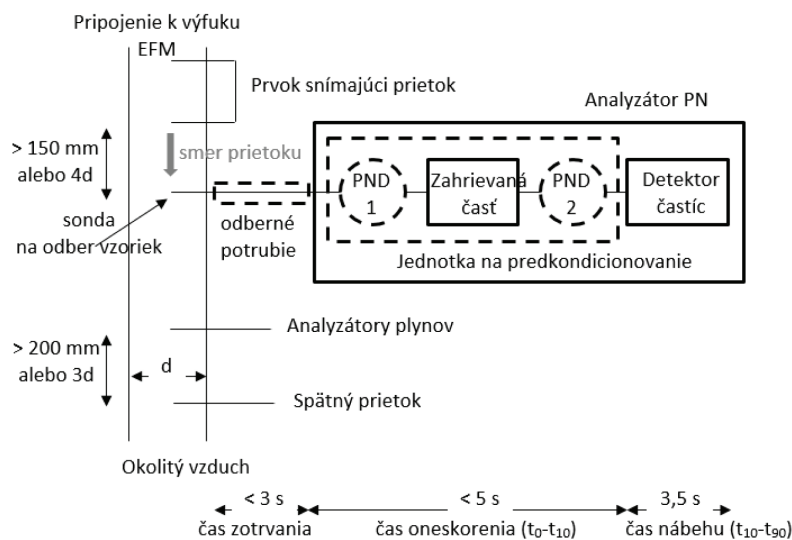 Pripojenie k výfuku
EFM
Prvok snímajúci prietok
Analyzátor PN
> 150 mm
alebo 4d
smer prietoku
sonda
na odber vzoriek
odberné
potrubie
PND
1
Zahrievaná
časť
PND
2
Detektor
častíc
Jednotka na predkondicionovanie
Analyzátory plynov
> 200 mm
alebo 3d
d
Spätný prietok
Okolitý vzduch
< 3 s
< 5 s
3,5 s
čas zotrvania
čas oneskorenia (t₀-t₁₀)
čas nábehu (t₁₀-t₉₀)